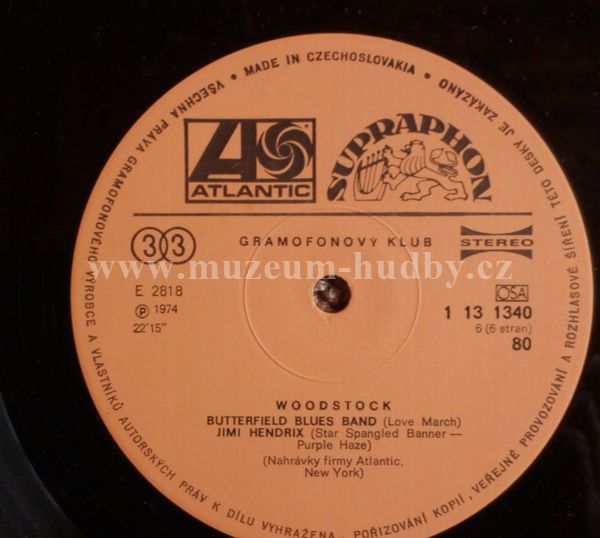 VŠECHNA PRÁVA GRAMOFONOVÉHO VÝROBCE A VLASTNÍKŮ AUTORSKÝCH PRÁV K DÍLU VYHRAŽENA. POŘIZOVÁNÍ KOPIÍ, VEŘEJNÉ PROVOZOVÁNÍ A ROZHLASOVÉ ŠÍŘENÍ TÉTO DESKY JE ZAKÁZÁNO
• MADE IN CZECHOSLOVAKIA •
ATLANTIC
SUPRAPHON
33
GRAMOFONOVÝ KLUB
STEREO
www.muzeum-hudby.cz
E 2818
OSA
℗ 1974
1 13 1340
22'15"
6 (6 stran)
80
WOODSTOCK
BUTTERFIELD BLUES BAND (Love March)
JIMI HENDRIX (Star Spangled Banner —
Purple Haze)
(Nahrávky firmy Atlantic,
New York)